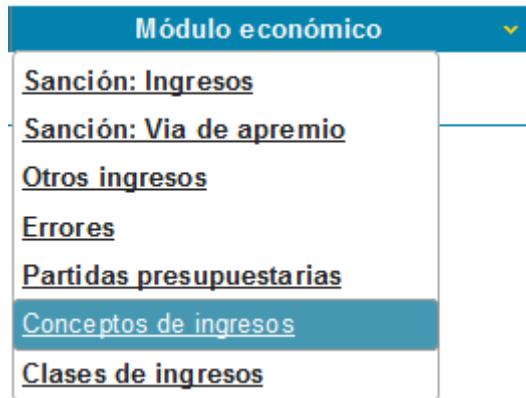 Módulo económico
Sanción: Ingresos
Sanción: Via de apremio
Otros ingresos
Errores
Partidas presupuestarias
Conceptos de ingresos
Clases de ingresos